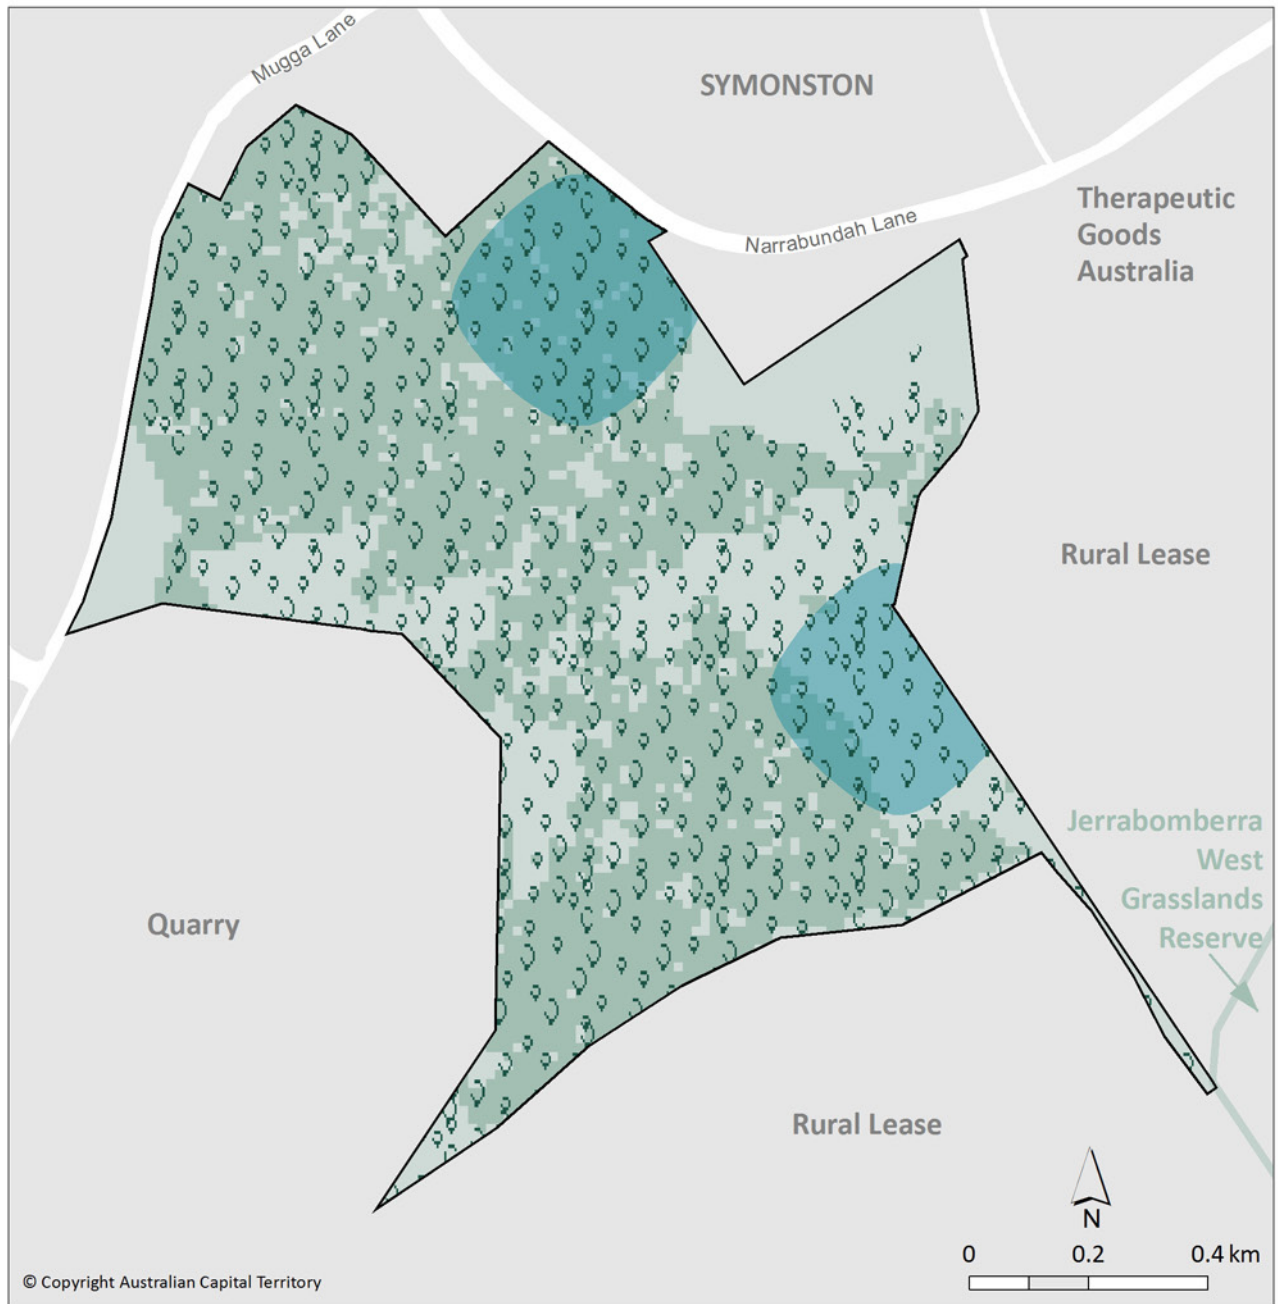 Mugga Lane
SYMONSTON
Therapeutic
Goods
Australia
Narrabundah Lane
Rural Lease
Jerrabomberra
West
Grasslands
Reserve
Quarry
Rural Lease
N
0 0.2 0.4 km
© Copyright Australian Capital Territory